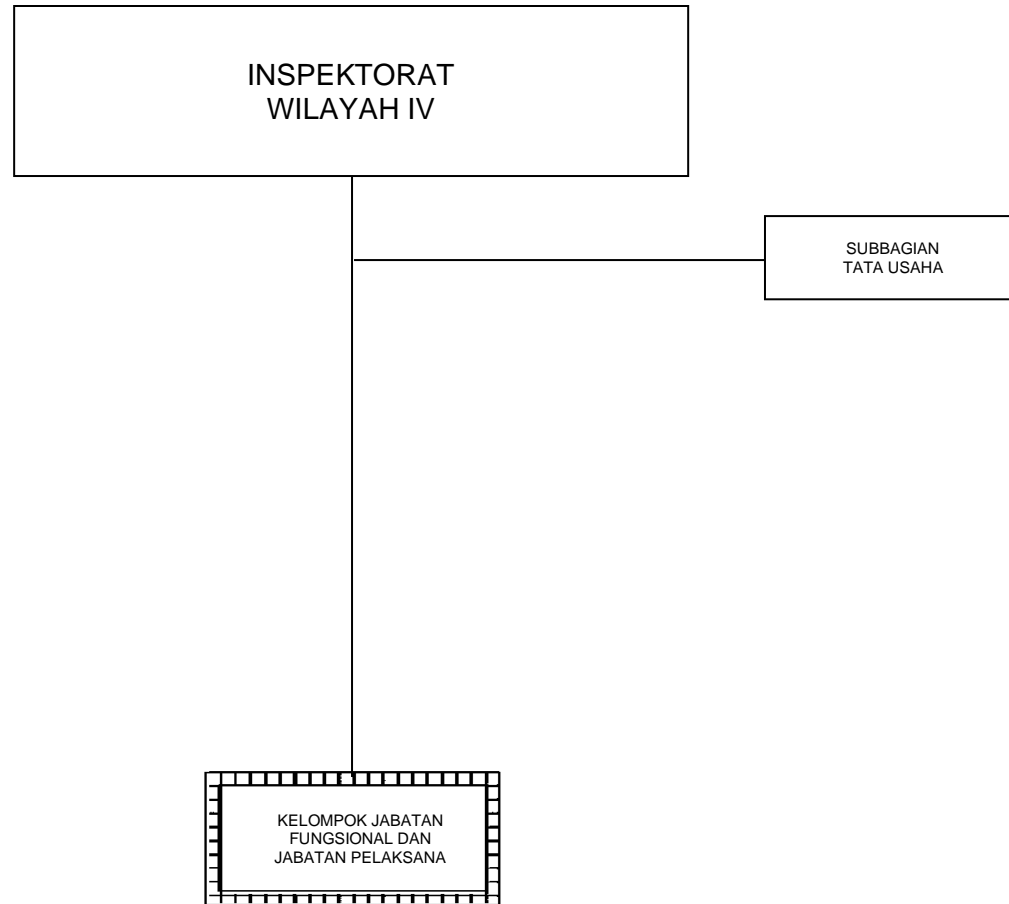 INSPEKTORAT
WILAYAH IV
SUBBAGIAN
TATA USAHA
KELOMPOK JABATAN
FUNGSIONAL DAN
JABATAN PELAKSANA